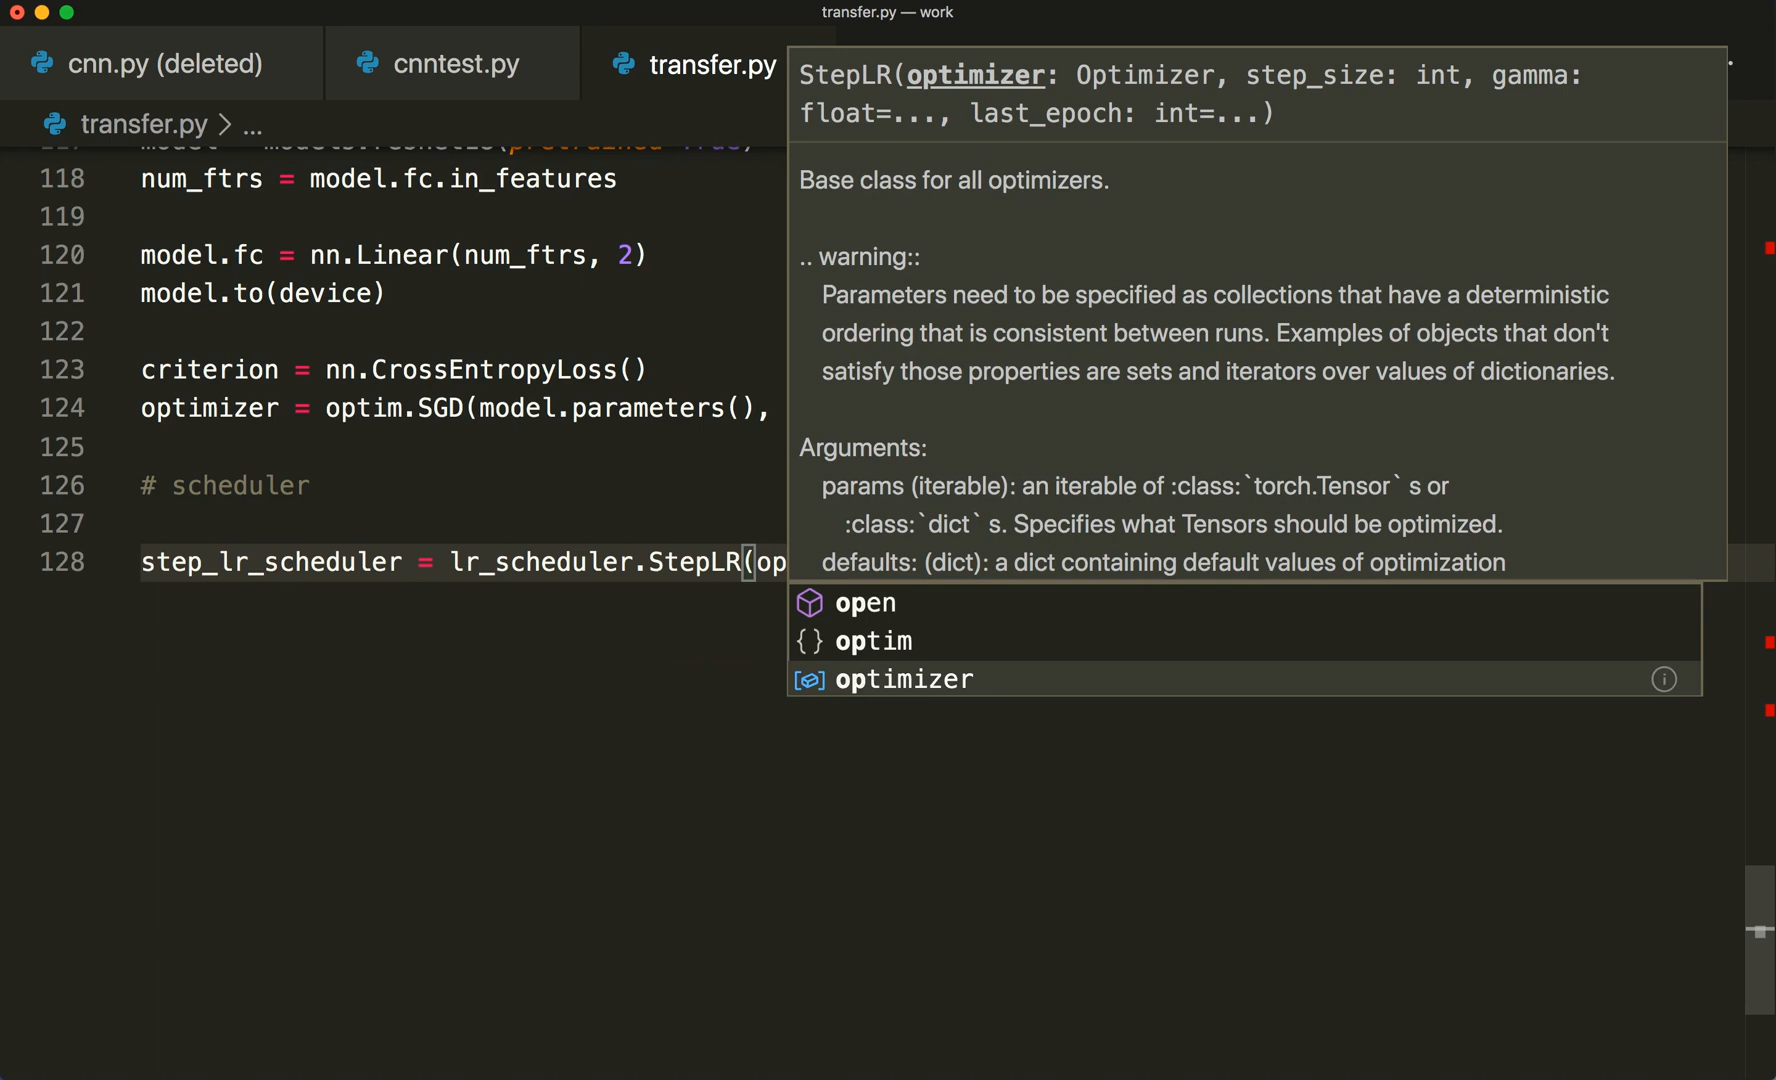 transfer.py — work
cnn.py (deleted)
cnntest.py
transfer.py
transfer.py > ...
118 num_ftrs = model.fc.in_features
119
120 model.fc = nn.Linear(num_ftrs, 2)
121 model.to(device)
122
123 criterion = nn.CrossEntropyLoss()
124 optimizer = optim.SGD(model.parameters(),
125
126 # scheduler
127
128 step_lr_scheduler = lr_scheduler.StepLR(op
StepLR(optimizer: Optimizer, step_size: int, gamma:
float=..., last_epoch: int=...)
Base class for all optimizers.
.. warning::
Parameters need to be specified as collections that have a deterministic
ordering that is consistent between runs. Examples of objects that don't
satisfy those properties are sets and iterators over values of dictionaries.
Arguments:
params (iterable): an iterable of :class:`torch.Tensor` s or
:class:`dict` s. Specifies what Tensors should be optimized.
defaults: (dict): a dict containing default values of optimization
open
optim
optimizer